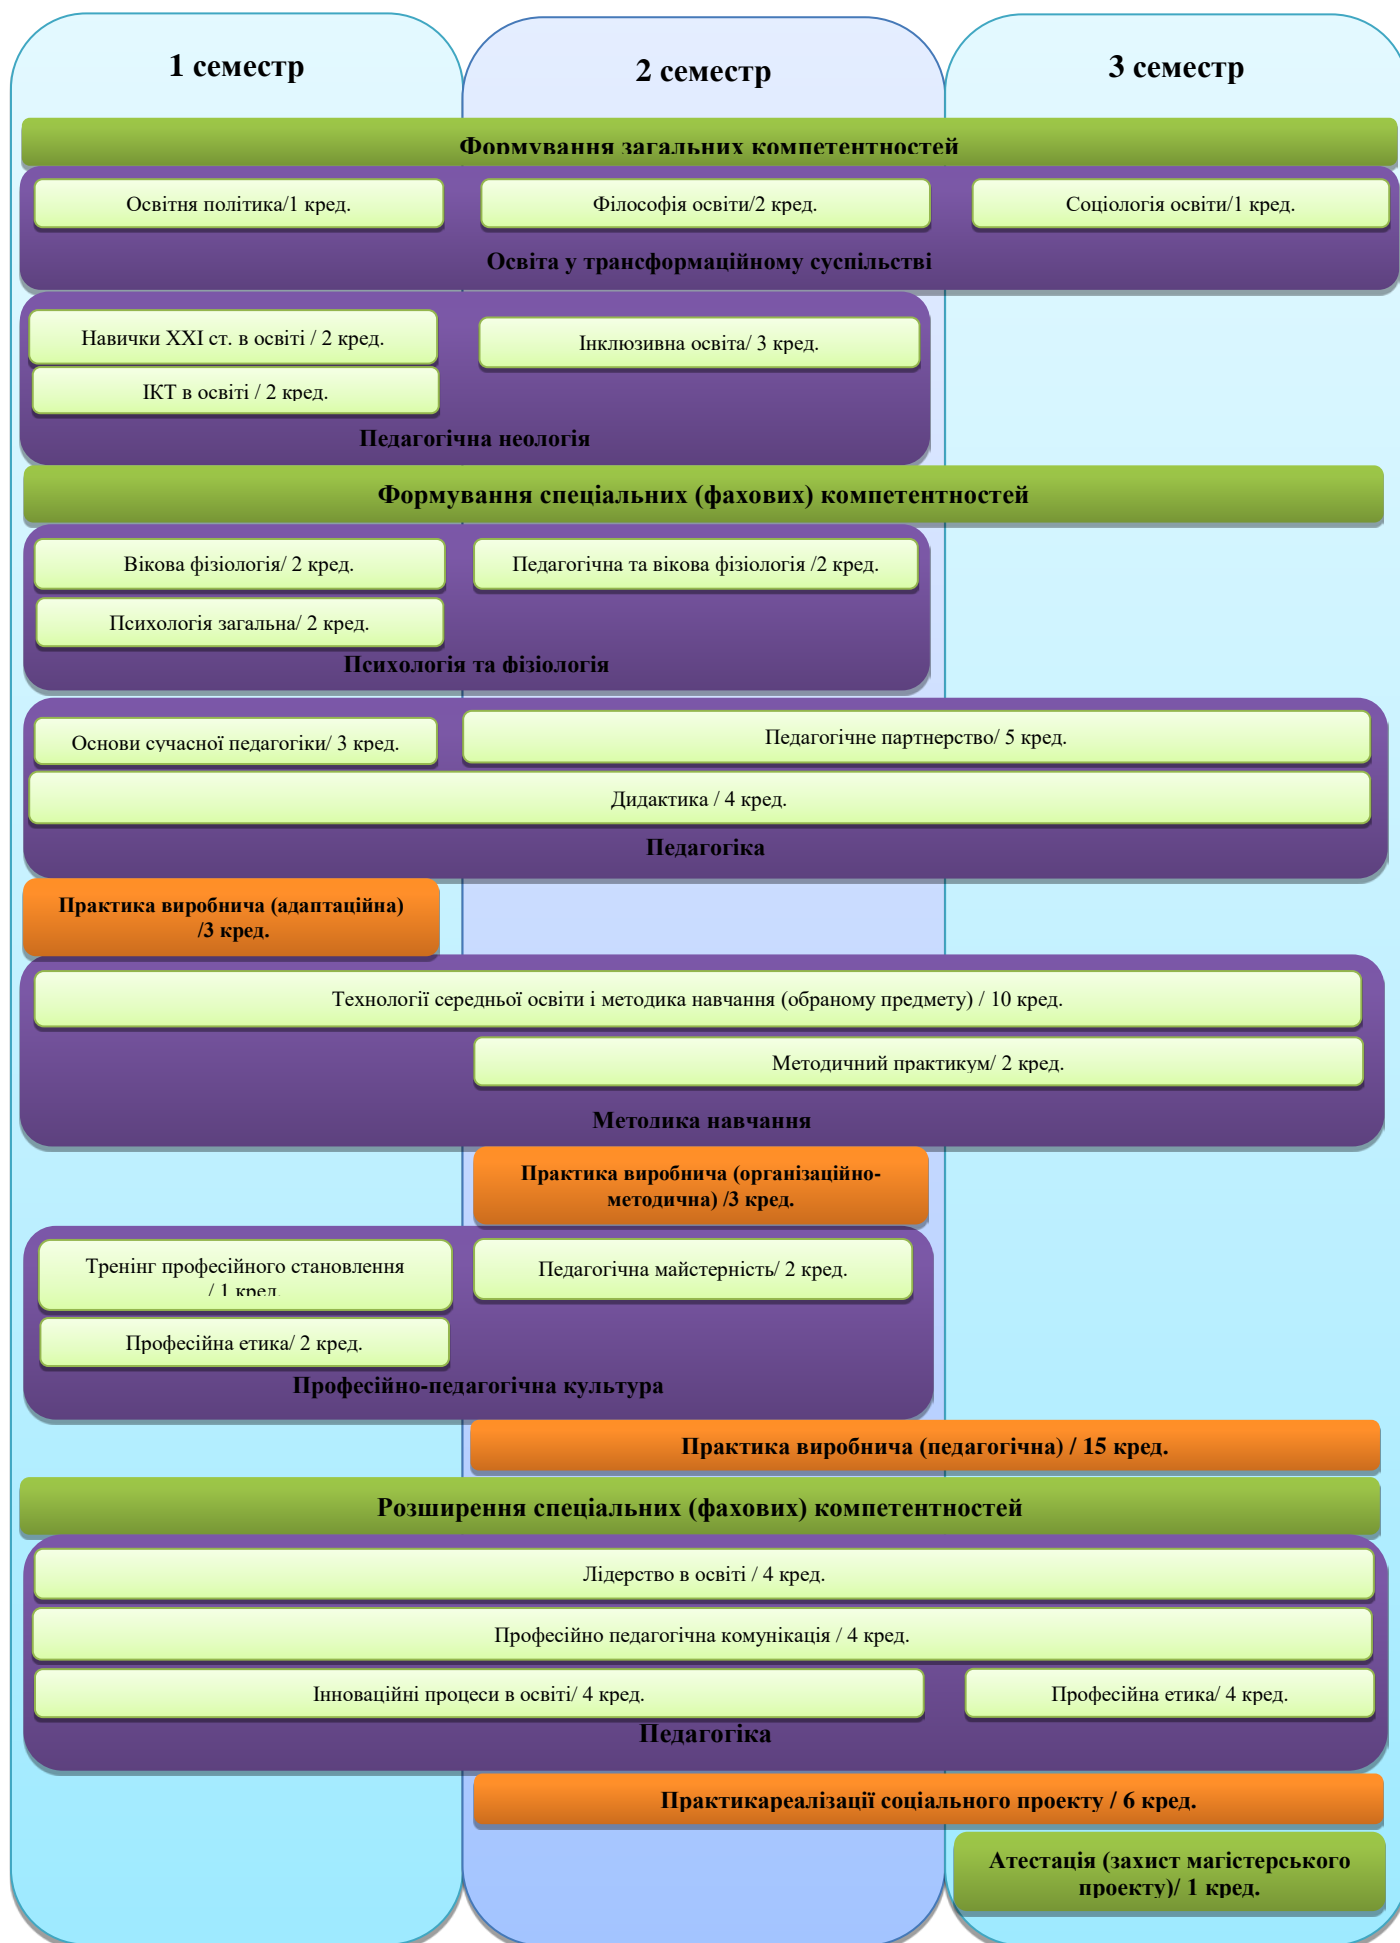 1 семестр
2 семестр
3 семестр
Формування загальних компетентностей
Освітня політика/1 кред.
Філософія освіти/2 кред.
Соціологія освіти/1 кред.
Освіта у трансформаційному суспільстві
Навички ХХІ ст. в освіті / 2 кред.
Інклюзивна освіта/ 3 кред.
ІКТ в освіті / 2 кред.
Педагогічна неологія
Формування спеціальних (фахових) компетентностей
Вікова фізіологія/ 2 кред.
Педагогічна та вікова фізіологія /2 кред.
Психологія загальна/ 2 кред.
Психологія та фізіологія
Основи сучасної педагогіки/ 3 кред.
Педагогічне партнерство/ 5 кред.
Дидактика / 4 кред.
Педагогіка
Практика виробнича (адаптаційна)
/3 кред.
Технології середньої освіти і методика навчання (обраному предмету) / 10 кред.
Методичний практикум/ 2 кред.
Методика навчання
Практика виробнича (організаційно-
методична) /3 кред.
Тренінг професійного становлення
/ 1 кред.
Педагогічна майстерність/ 2 кред.
Професійна етика/ 2 кред.
Професійно-педагогічна культура
Практика виробнича (педагогічна) / 15 кред.
Розширення спеціальних (фахових) компетентностей
Лідерство в освіті / 4 кред.
Професійно педагогічна комунікація / 4 кред.
Інноваційні процеси в освіті/ 4 кред.
Професійна етика/ 4 кред.
Педагогіка
Практикареалізації соціального проекту / 6 кред.
Атестація (захист магістерського
проекту)/ 1 кред.